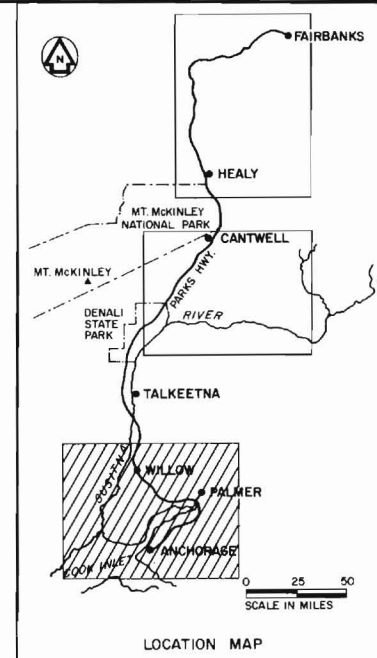 N
FAIRBANKS
HEALY
MT. McKINLEY
NATIONAL PARK
CANTWELL
MT. McKINLEY
PARKS HWY.
DENALI
STATE
PARK
RIVER
TALKEETNA
SUSITNA
WILLOW
PALMER
ANCHORAGE
COOK INLET
0 25 50
SCALE IN MILES
LOCATION MAP